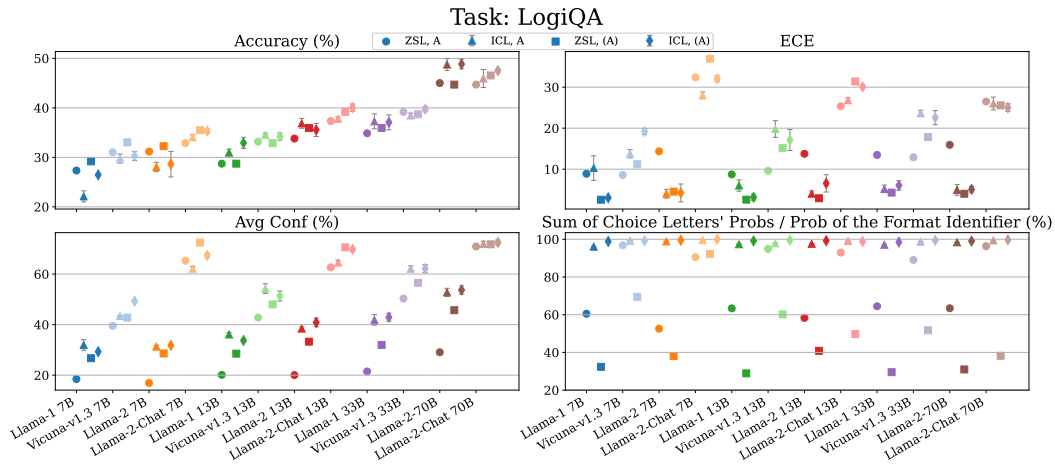 Task: LogiQA
ZSL, A
ICL, A
ZSL, (A)
ICL, (A)
Accuracy (%)
50
40
30
20
ECE
30
20
10
Avg Conf (%)
60
40
20
Llama-1 7B
Vicuna-v1.3 7B
Llama-2 7B
Llama-2-Chat 7B
Llama-1 13B
Vicuna-v1.3 13B
Llama-2 13B
Llama-2-Chat 13B
Llama-1 33B
Vicuna-v1.3 33B
Llama-2-70B
Llama-2-Chat 70B
Sum of Choice Letters' Probs / Prob of the Format Identifier (%)
100
80
60
40
20
Llama-1 7B
Vicuna-v1.3 7B
Llama-2 7B
Llama-2-Chat 7B
Llama-1 13B
Vicuna-v1.3 13B
Llama-2 13B
Llama-2-Chat 13B
Llama-1 33B
Vicuna-v1.3 33B
Llama-2-70B
Llama-2-Chat 70B